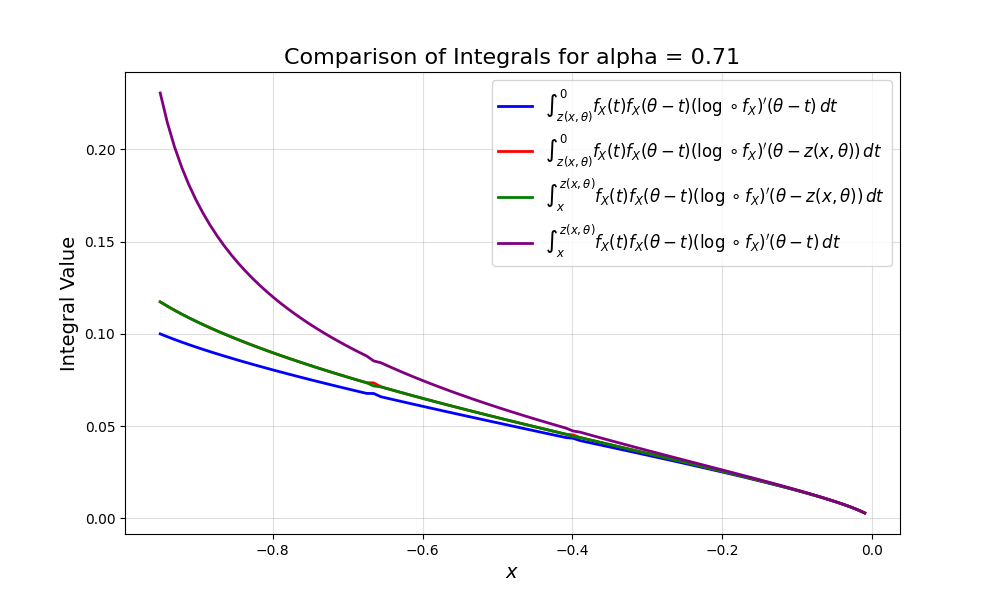 Comparison of Integrals for alpha = 0.71
∫_{z(x, θ)}^{0} f_X(t)f_X(θ − t)(log ∘ f_X)′(θ − t) dt
∫_{z(x, θ)}^{0} f_X(t)f_X(θ − t)(log ∘ f_X)′(θ − z(x, θ)) dt
∫_{x}^{z(x, θ)} f_X(t)f_X(θ − t)(log ∘ f_X)′(θ − z(x, θ)) dt
∫_{x}^{z(x, θ)} f_X(t)f_X(θ − t)(log ∘ f_X)′(θ − t) dt
Integral Value
0.20
0.15
0.10
0.05
0.00
−0.8 −0.6 −0.4 −0.2 0.0
x